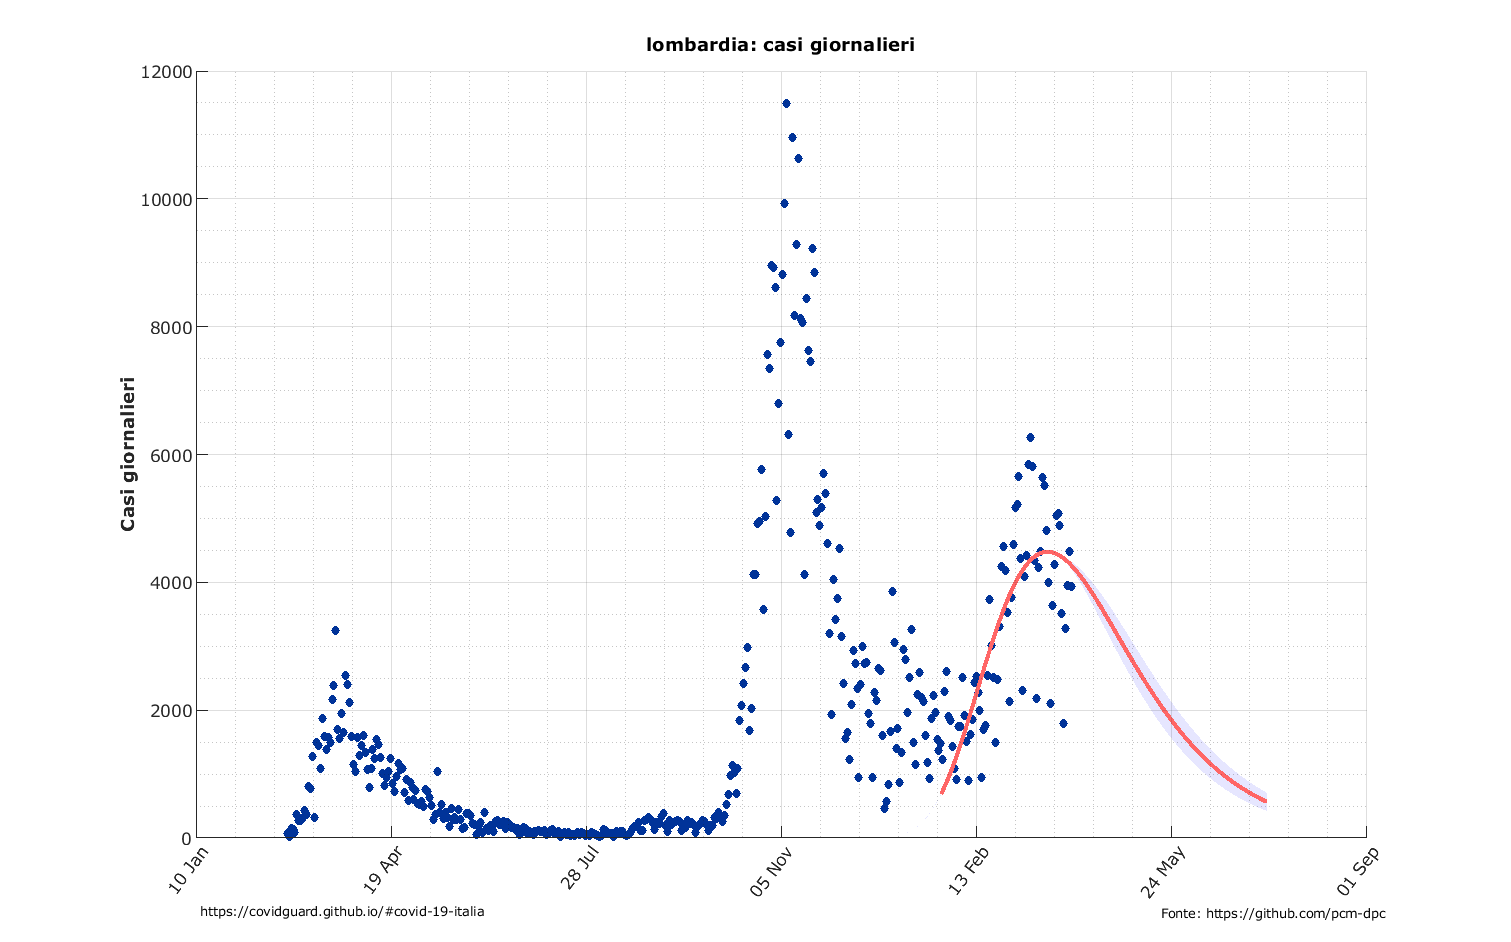 lombardia: casi giornalieri
12000
10000
8000
6000
4000
2000
0
Casi giornalieri
10 Jan
19 Apr
28 Jul
05 Nov
13 Feb
24 May
01 Sep
https://covidguard.github.io/#covid-19-italia
Fonte: https://github.com/pcm-dpc